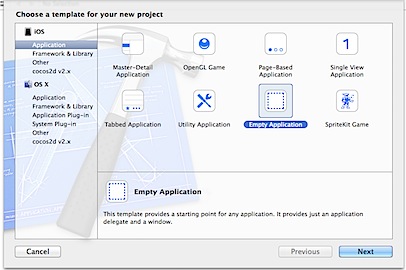 Choose a template for your new project
iOS
Application
Framework & Library
Other
cocos2d v2.x
OS X
Application
Framework & Library
Application Plug-in
System Plug-in
Other
cocos2d v2.x
Master-Detail
Application
OpenGL Game
Page-Based
Application
1
Single View
Application
Tabbed Application
Utility Application
Empty Application
SpriteKit Game
Empty Application
This template provides a starting point for any application. It provides just an application
delegate and a window.
Cancel
Previous
Next